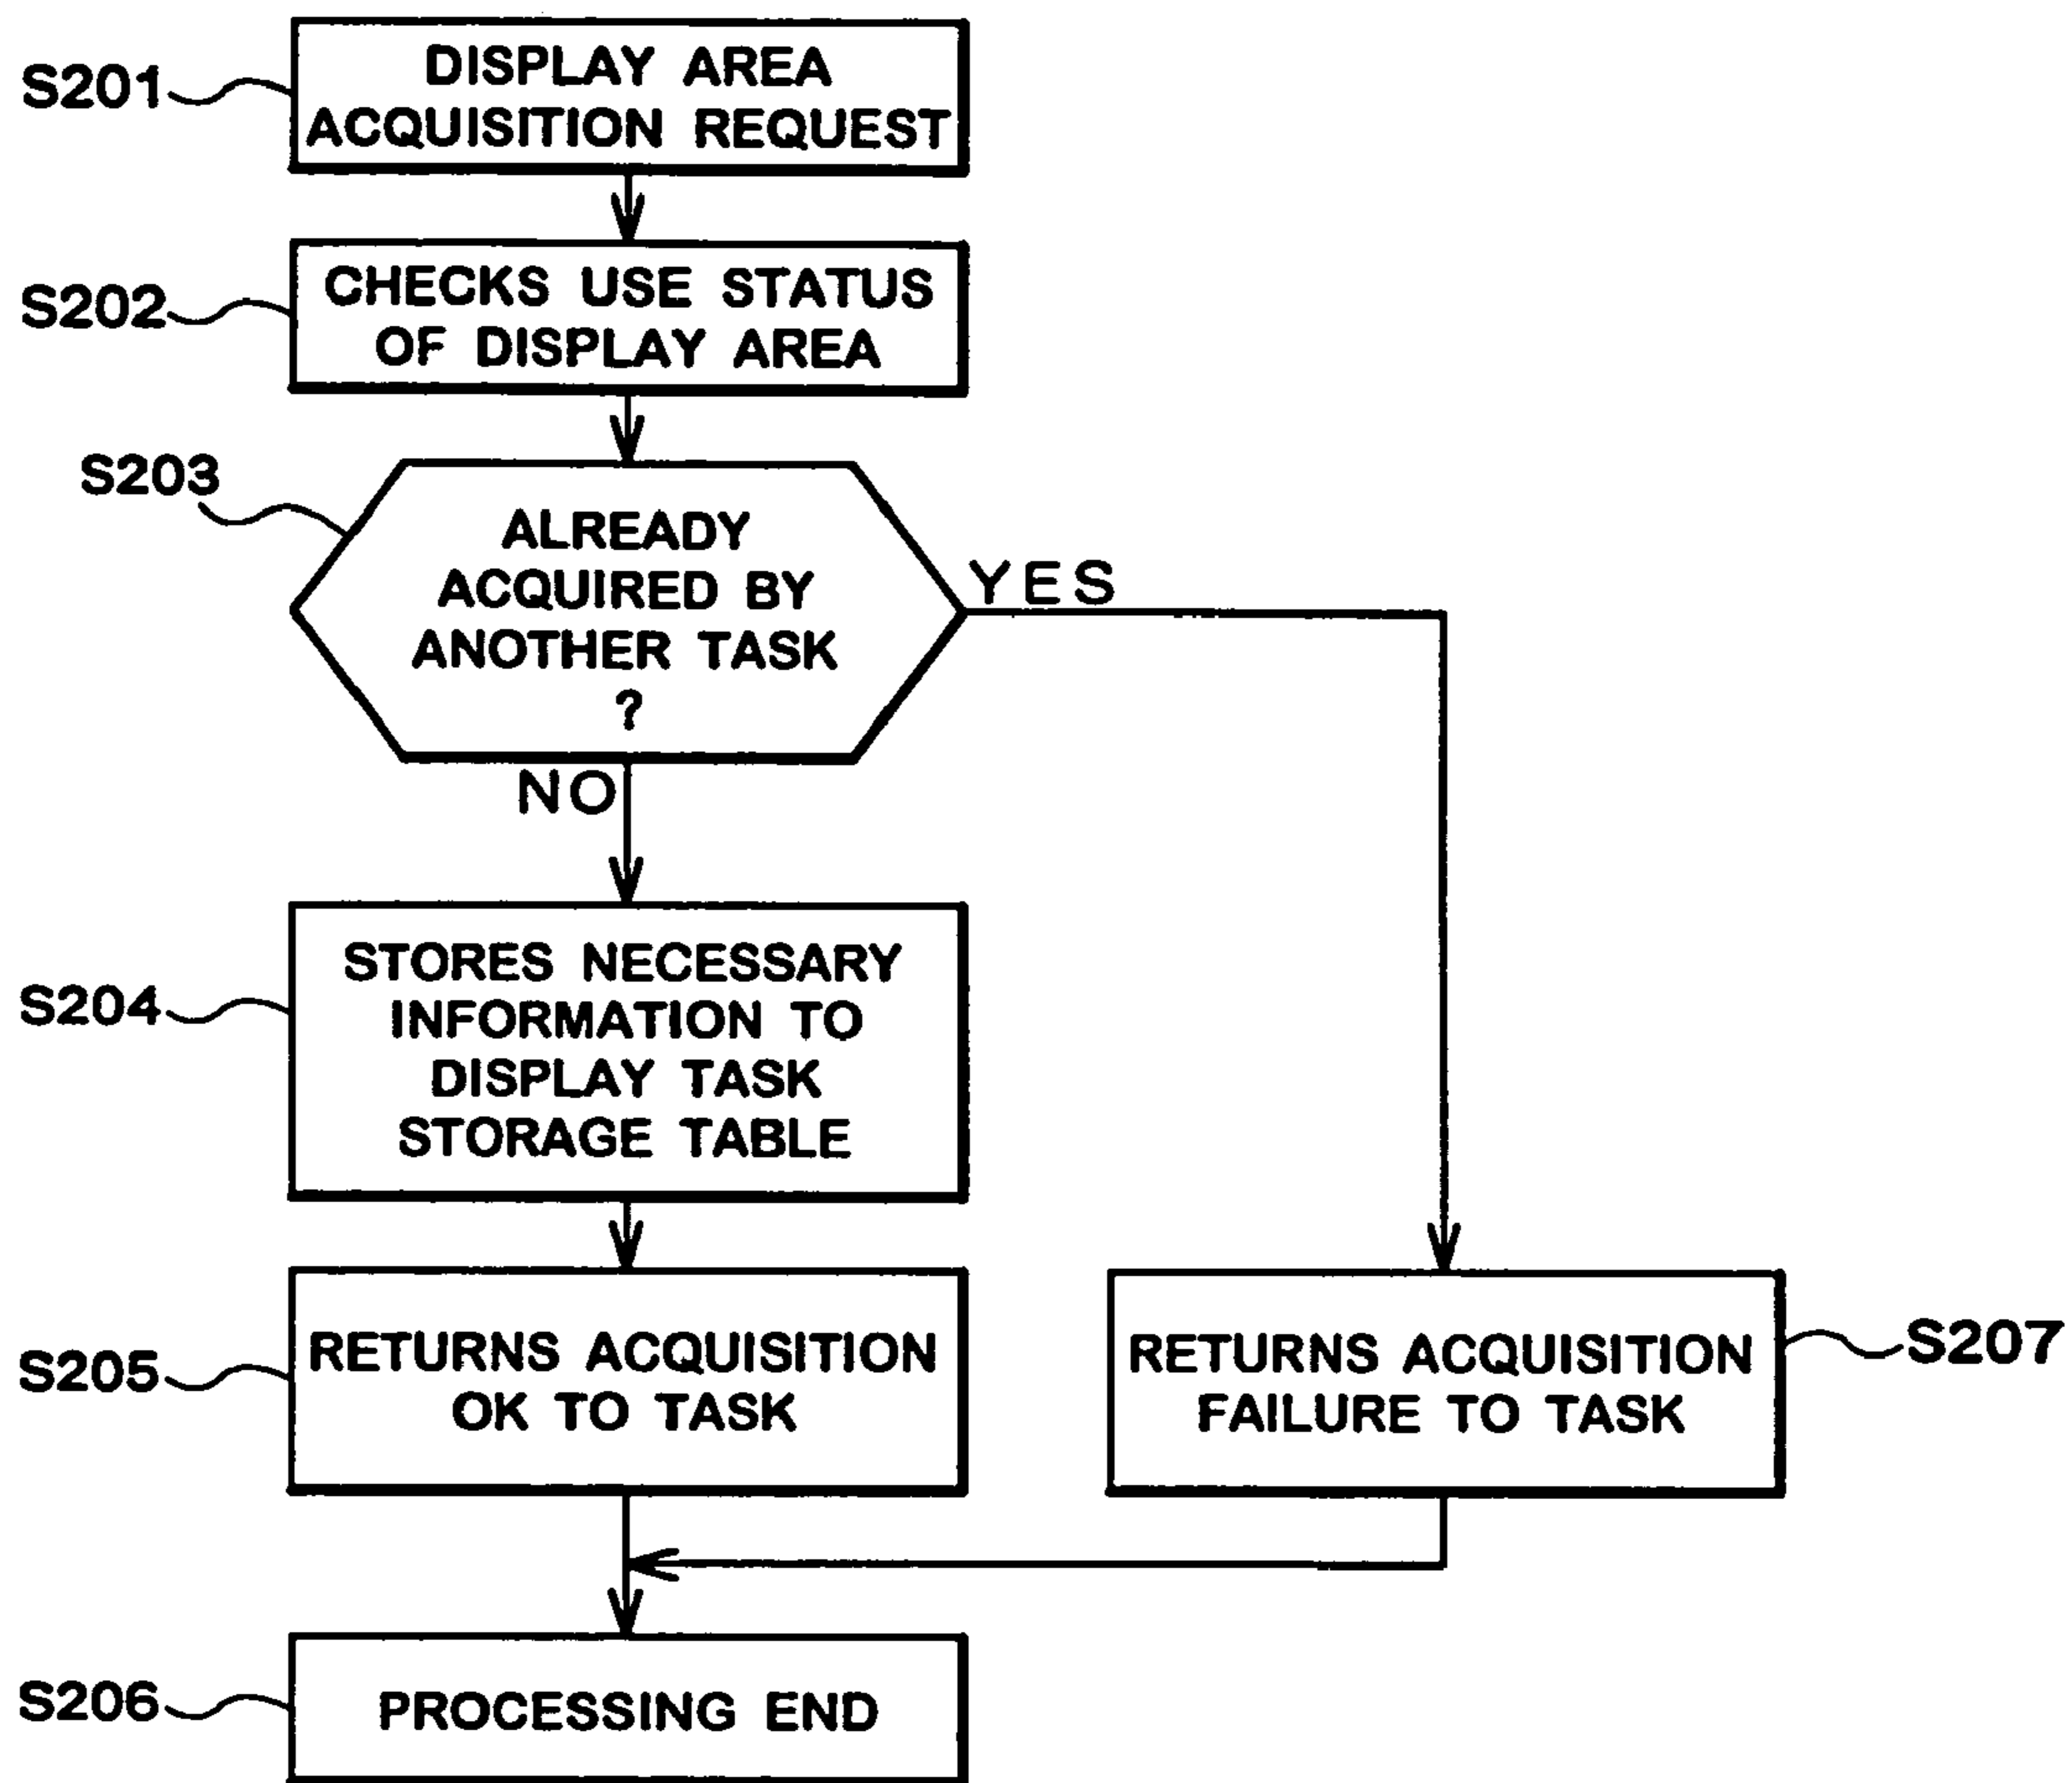 S201
DISPLAY AREA
ACQUISITION REQUEST
S202
CHECKS USE STATUS
OF DISPLAY AREA
S203
ALREADY
ACQUIRED BY
ANOTHER TASK
?
YES
NO
S204
STORES NECESSARY
INFORMATION TO
DISPLAY TASK
STORAGE TABLE
S205
RETURNS ACQUISITION
OK TO TASK
RETURNS ACQUISITION
FAILURE TO TASK
S207
S206
PROCESSING END